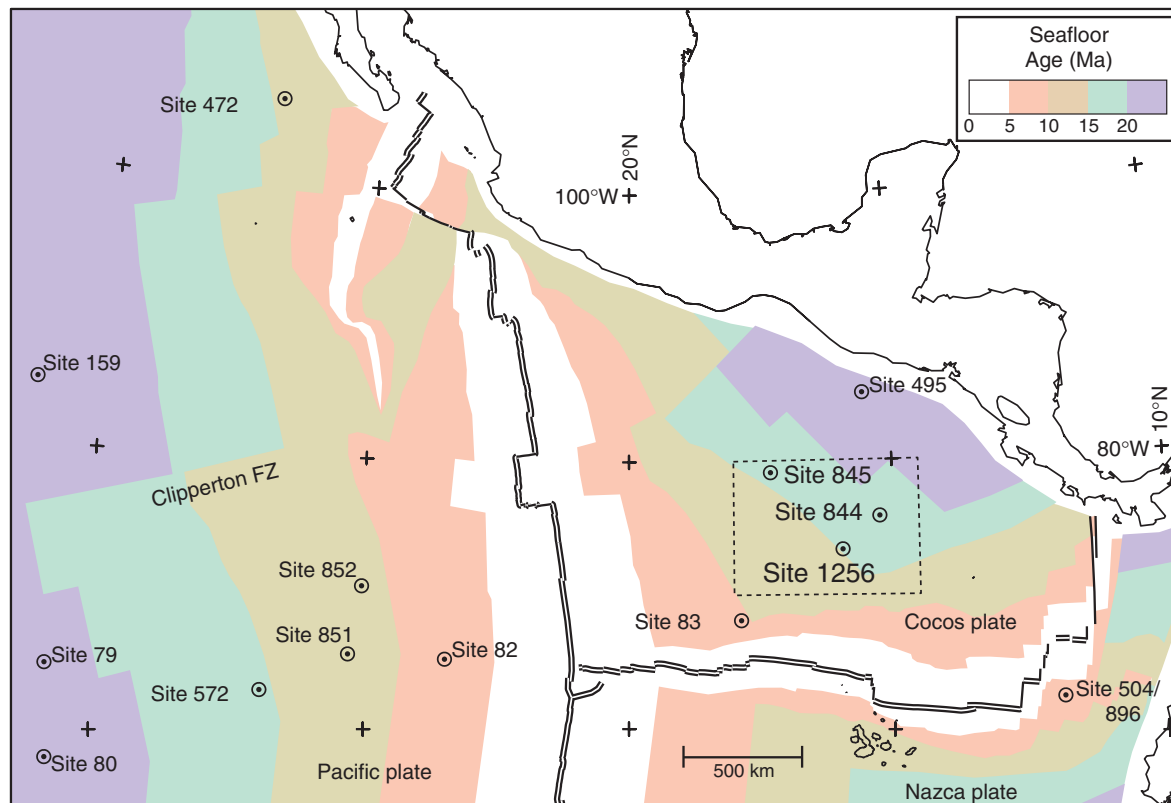 Seafloor
Age (Ma)
0 5 10 15 20
Site 472
100°W
20°N
Site 159
Site 495
10°N
80°W
Clipperton FZ
Site 845
Site 844
Site 1256
Site 852
Site 851
Site 83
Cocos plate
Site 79
Site 82
Site 572
Site 504/
896
Site 80
Pacific plate
500 km
Nazca plate